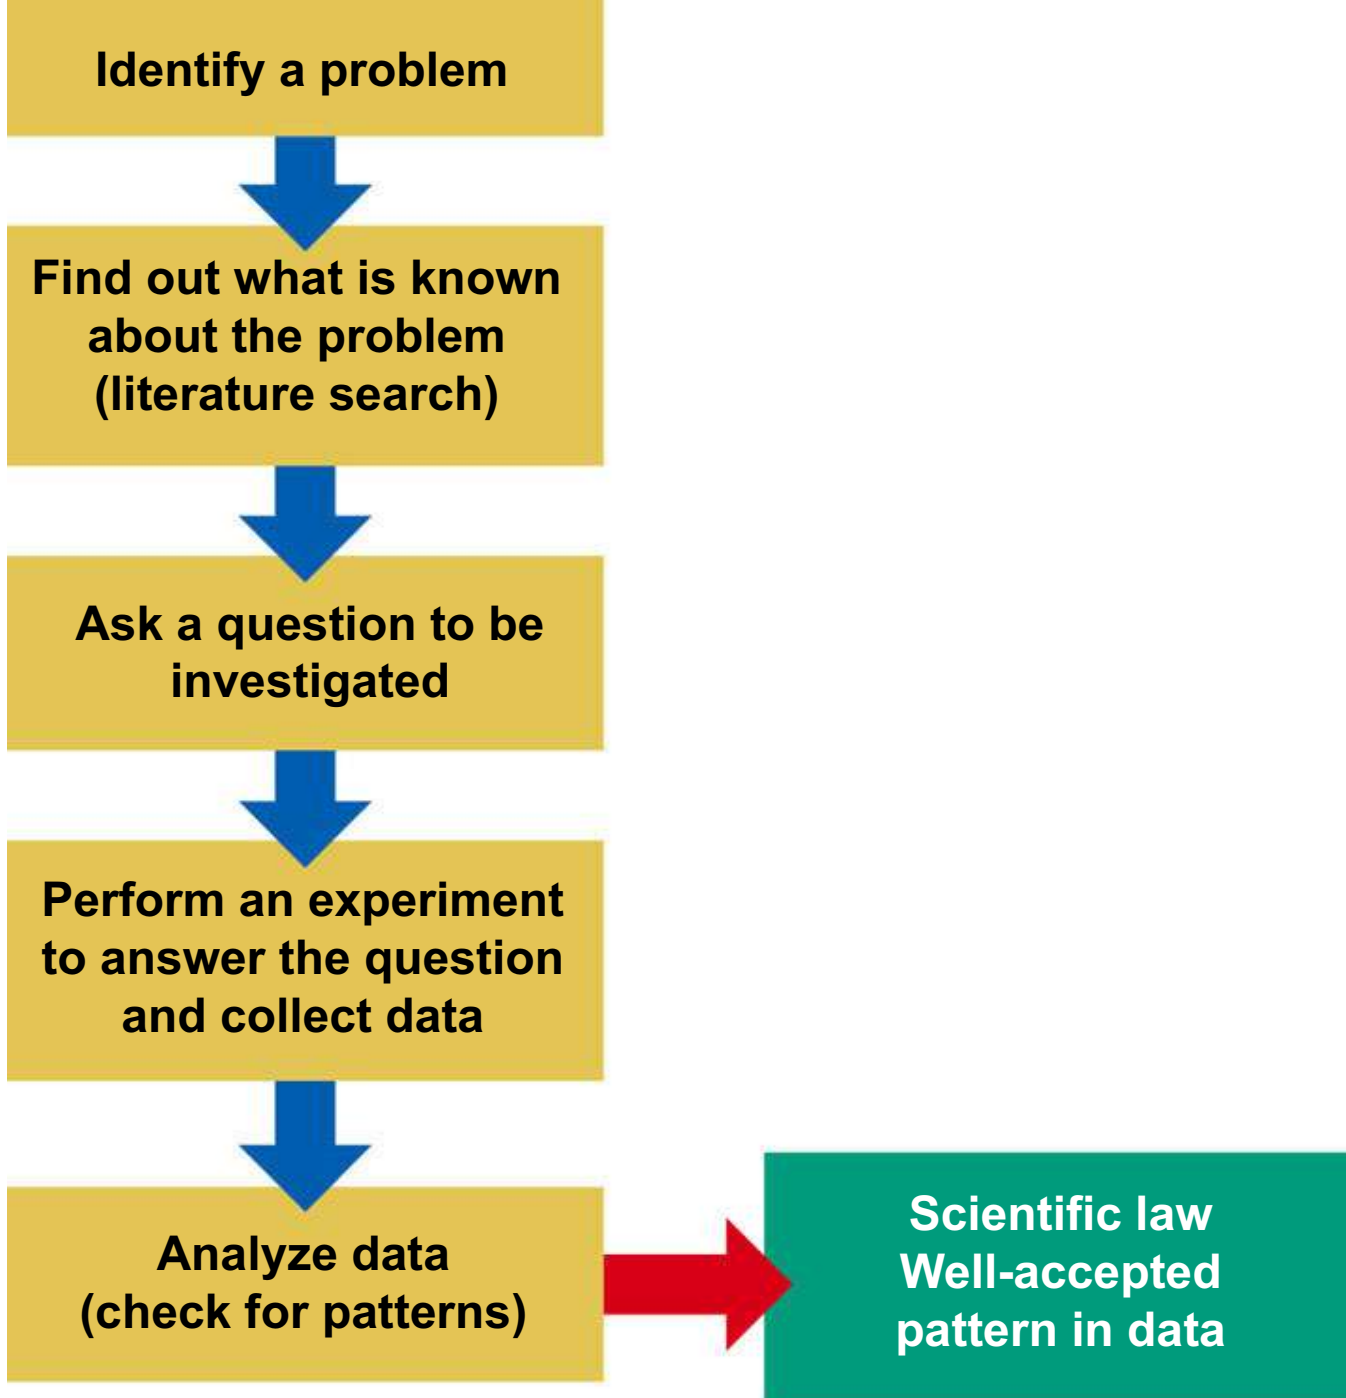 Identify a problem
Find out what is known
about the problem
(literature search)
Ask a question to be
investigated
Perform an experiment
to answer the question
and collect data
Analyze data
(check for patterns)
Scientific law
Well-accepted
pattern in data